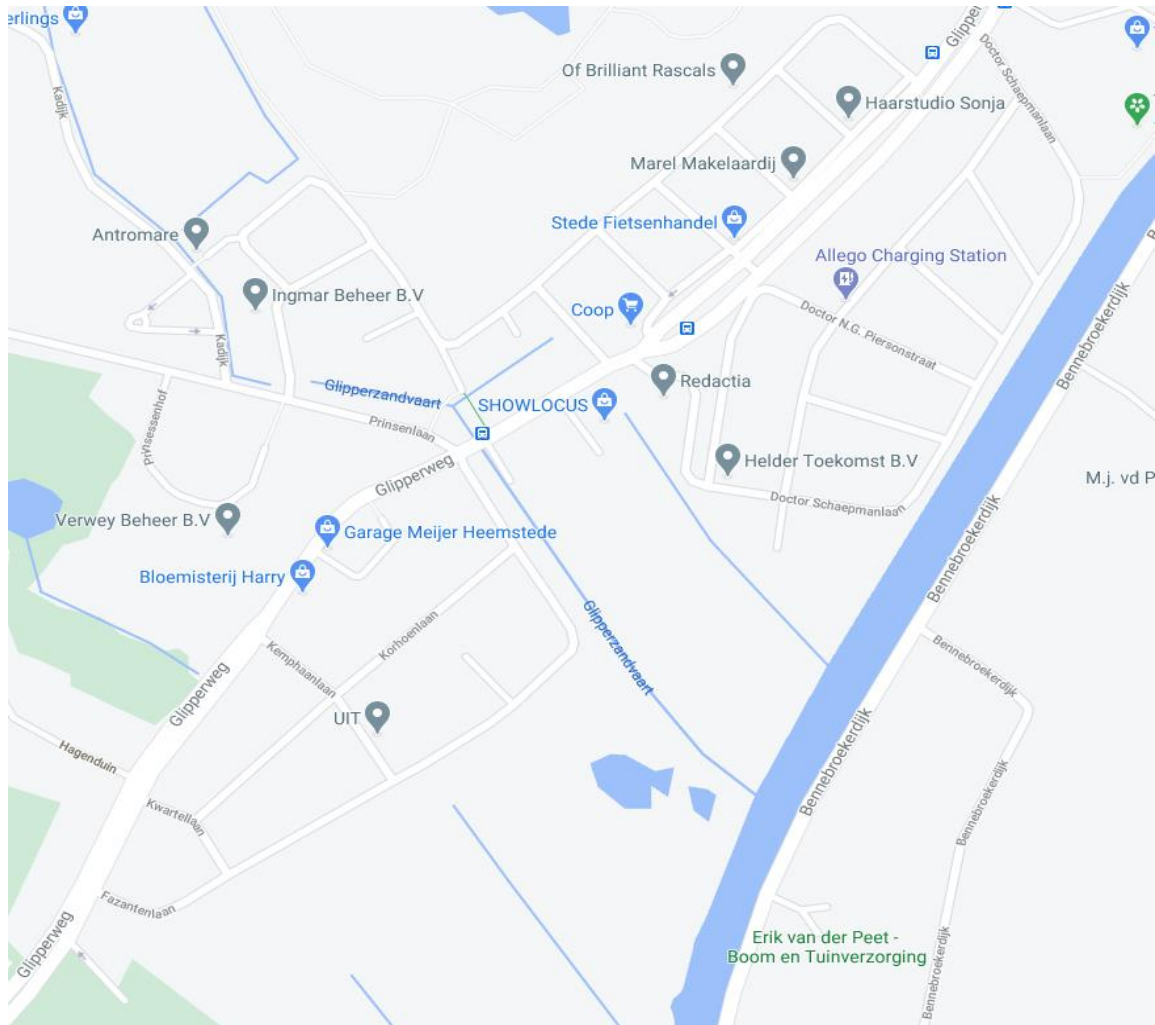 erlings
Glipperweg
Of Brilliant Rascals
Doctor Schaepmanlaan
Kadijk
Haarstudio Sonja
Marel Makelaardij
Antromare
Stede Fietsenhandel
Allego Charging Station
Ingmar Beheer B.V
Coop
Doctor N.G. Piersonstraat
Bennebroekerdijk
Kadijk
Glipperzandvaart
Redactia
SHOWLOCUS
Prinsessenhof
Prinsenlaan
Glipperweg
Helder Toekomst B.V
M.j. vd P
Doctor Schaepmanlaan
Verwey Beheer B.V
Garage Meijer Heemstede
Bennebroekerdijk
Bloemisterij Harry
Korhoenlaan
Glipperzandvaart
Kemphaanlaan
Bennebroekerdijk
Glipperweg
UIT
Hagenduin
Bennebroekerdijk
Kwartellaan
Bennebroekerdijk
Fazantenlaan
Glipperweg
Erik van der Peet -
Boom en Tuinverzorging
Bennebroekerdijk